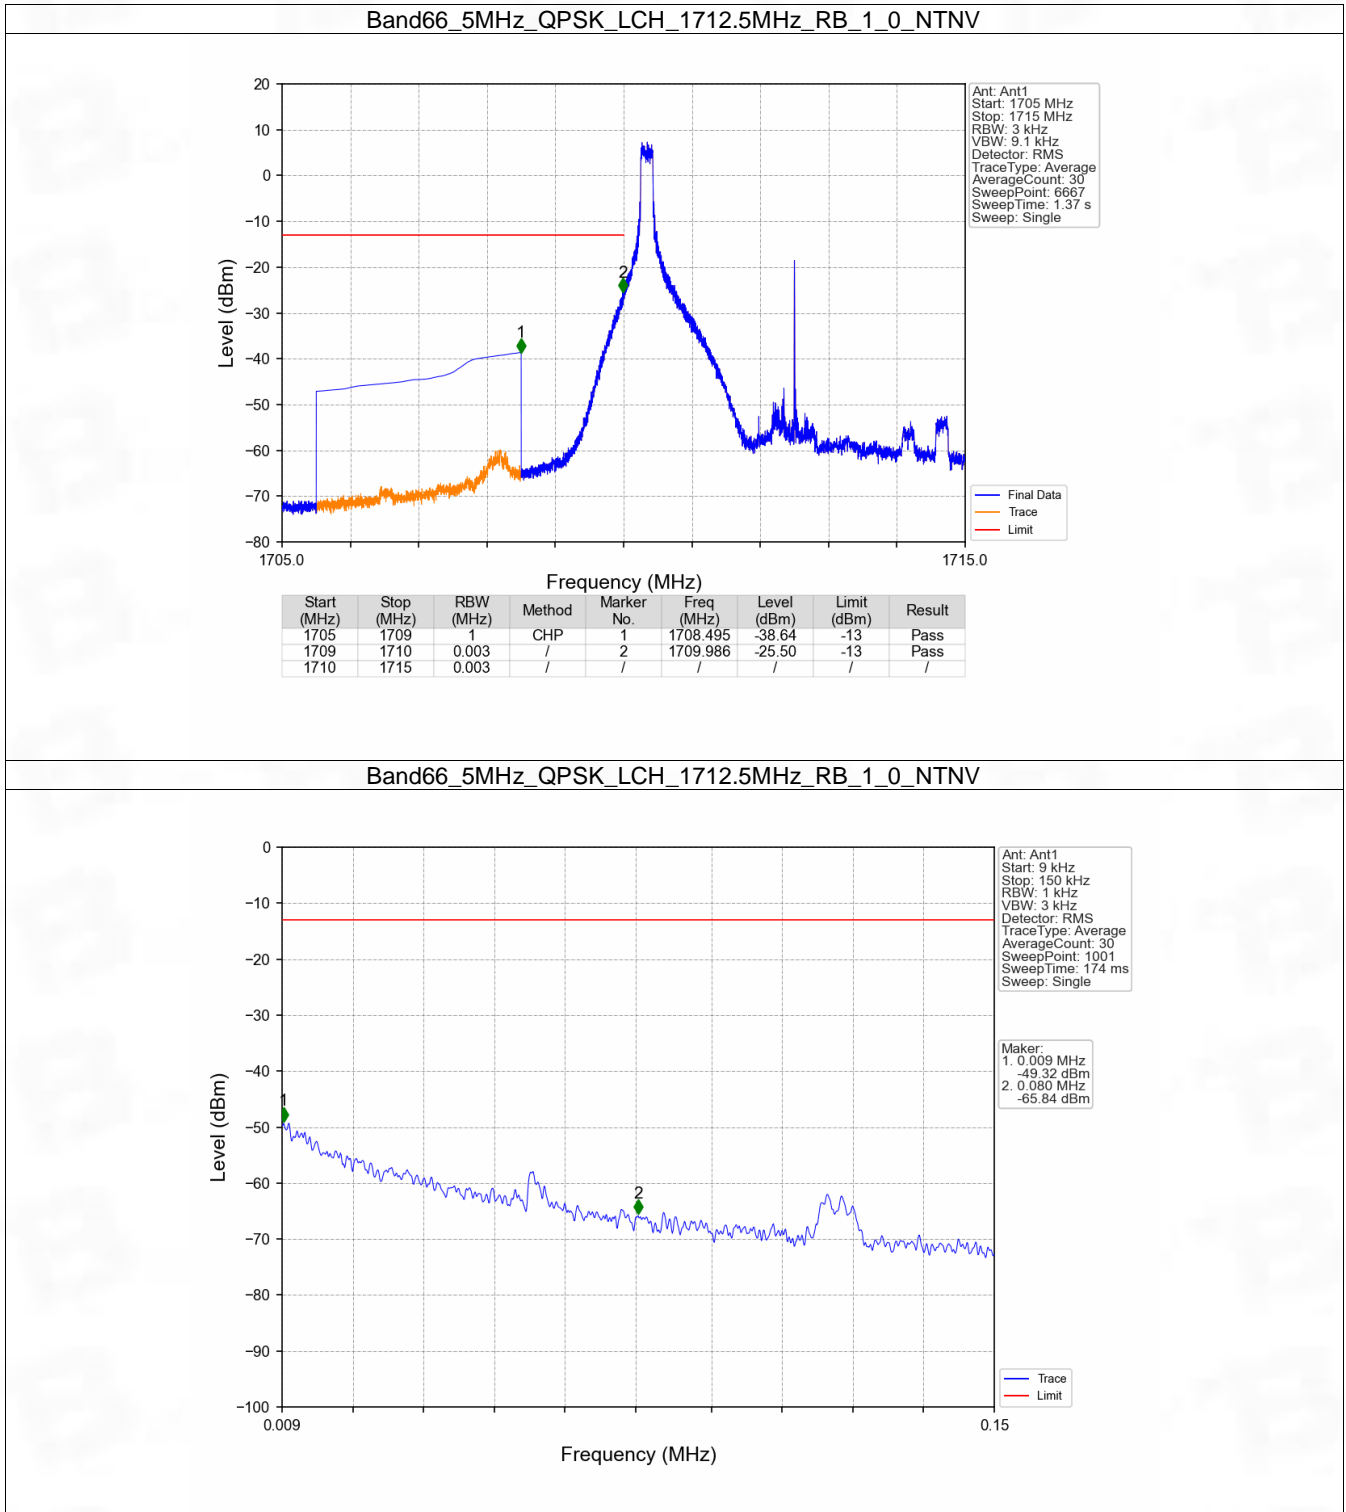 Band66_5MHz_QPSK_LCH_1712.5MHz_RB_1_0_NTNV
20
10
0
−10
−20
−30
−40
−50
−60
−70
−80
Level (dBm)
1
2
1705.0
1715.0
Frequency (MHz)
Ant: Ant1
Start: 1705 MHz
Stop: 1715 MHz
RBW: 3 kHz
VBW: 9.1 kHz
Detector: RMS
TraceType: Average
AverageCount: 30
SweepPoint: 6667
SweepTime: 1.37 s
Sweep: Single
Final Data
Trace
Limit
Start (MHz) Stop (MHz) RBW (MHz) Method Marker No. Freq (MHz) Level (dBm) Limit (dBm) Result
1705 1709 1 CHP 1 1708.495 -38.64 -13 Pass
1709 1710 0.003 / 2 1709.986 -25.50 -13 Pass
1710 1715 0.003 / / / / / /
Band66_5MHz_QPSK_LCH_1712.5MHz_RB_1_0_NTNV
0
−10
−20
−30
−40
−50
−60
−70
−80
−90
−100
Level (dBm)
1
2
0.009
0.15
Frequency (MHz)
Ant: Ant1
Start: 9 kHz
Stop: 150 kHz
RBW: 1 kHz
VBW: 3 kHz
Detector: RMS
TraceType: Average
AverageCount: 30
SweepPoint: 1001
SweepTime: 174 ms
Sweep: Single
Maker:
1. 0.009 MHz
-49.32 dBm
2. 0.080 MHz
-65.84 dBm
Trace
Limit